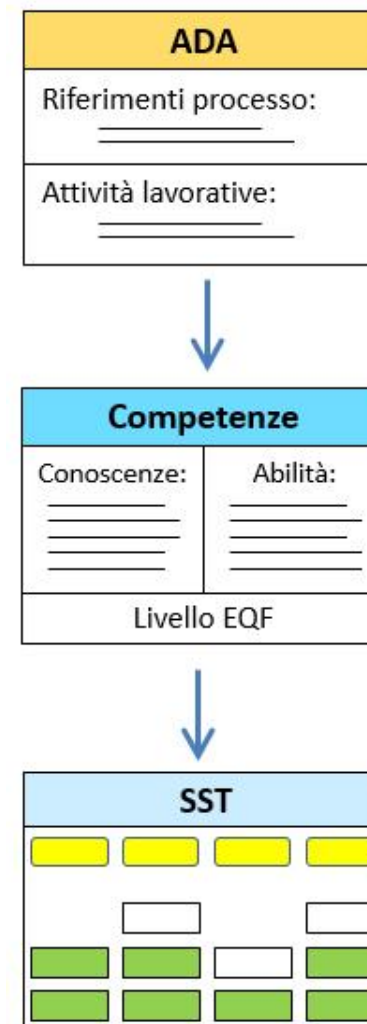 ADA
Riferimenti processo:
Attività lavorative:
Competenze
Conoscenze:
Abilità:
Livello EQF
SST